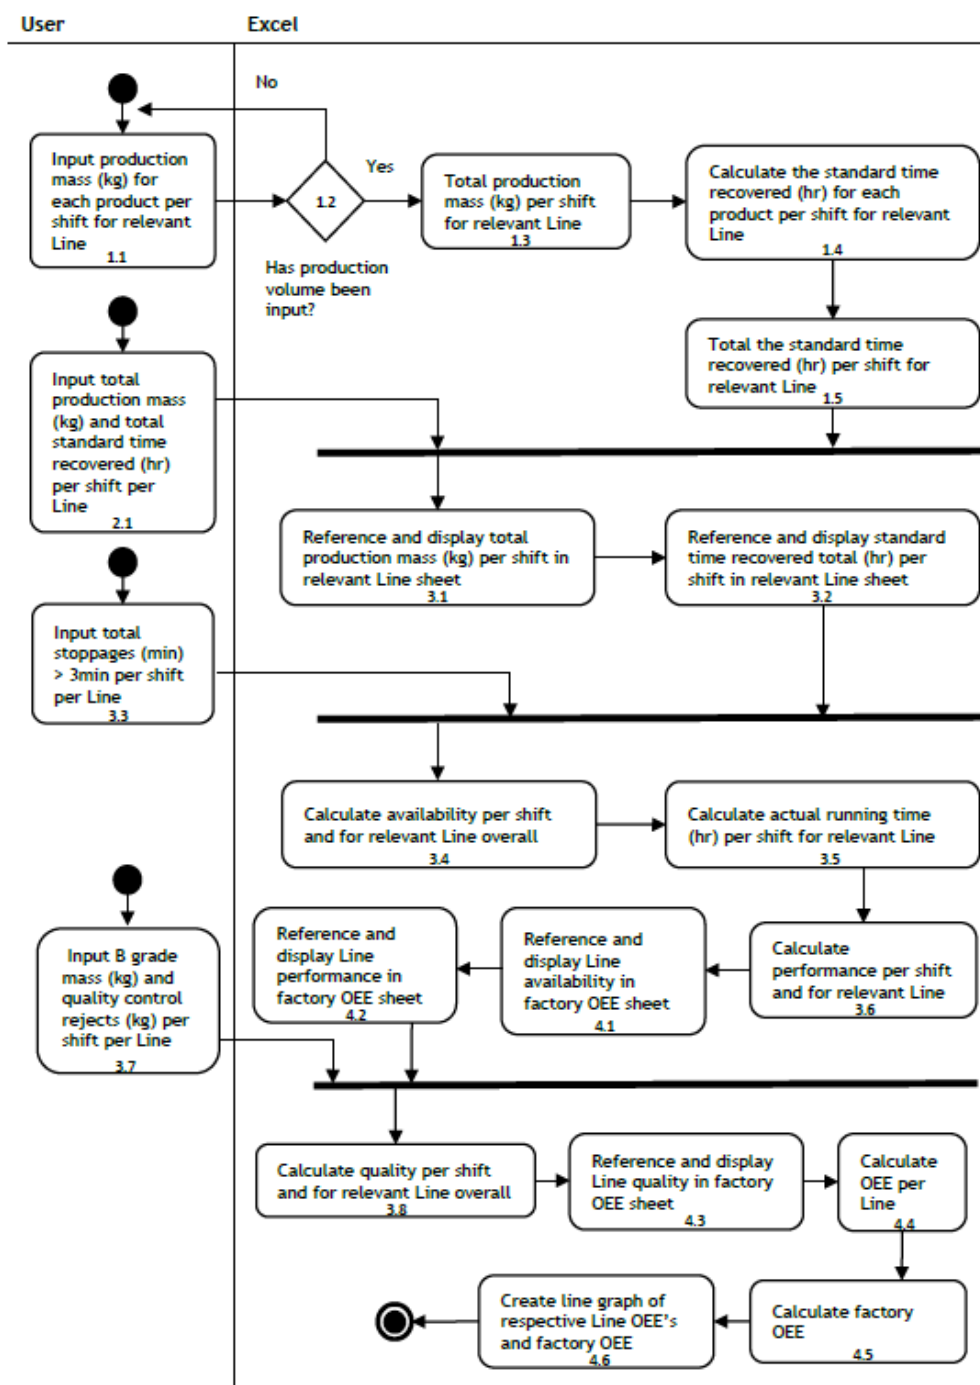 User
Excel
No
Input production
mass (kg) for
each product per
shift for relevant
Line
1.1
1.2
Yes
Has production
volume been
input?
Total production
mass (kg) per shift
for relevant Line
1.3
Calculate the standard time
recovered (hr) for each
product per shift for relevant
Line
1.4
Total the standard time
recovered (hr) per shift for
relevant Line
1.5
Input total
production mass
(kg) and total
standard time
recovered (hr)
per shift per
Line
2.1
Reference and display total
production mass (kg) per shift in
relevant Line sheet
3.1
Reference and display standard
time recovered total (hr) per
shift in relevant Line sheet
3.2
Input total
stoppages (min)
> 3min per shift
per Line
3.3
Calculate availability per shift
and for relevant Line overall
3.4
Calculate actual running time
(hr) per shift for relevant Line
3.5
Calculate
performance per shift
and for relevant Line
3.6
Reference and
display Line
availability in
factory OEE sheet
4.1
Reference and
display Line
performance in
factory OEE sheet
4.2
Input B grade
mass (kg) and
quality control
rejects (kg) per
shift per Line
3.7
Calculate quality per shift
and for relevant Line overall
3.8
Reference and display
Line quality in factory
OEE sheet
4.3
Calculate
OEE per
Line
4.4
Calculate factory
OEE
4.5
Create line graph of
respective Line OEE's
and factory OEE
4.6